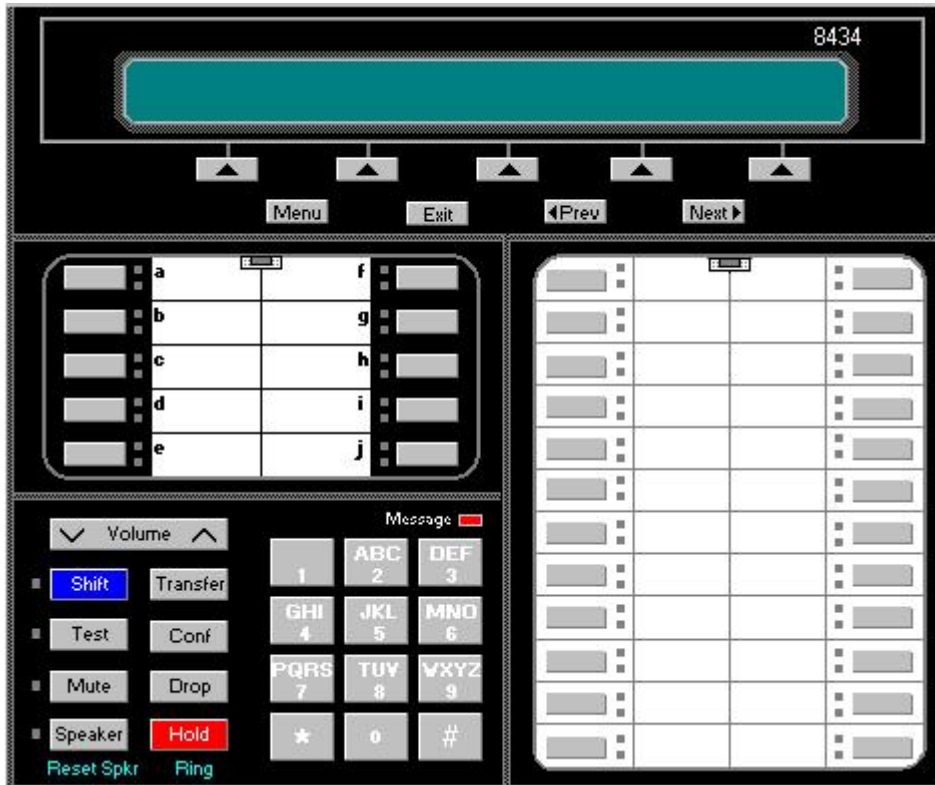 8434
Menu Exit Prev Next
a f
b g
c h
d i
e j
Message
Volume
Shift Transfer
Test Conf
Mute Drop
Speaker Hold
Reset Spkr Ring
ABC DEF
1 2 3
GHI JKL MNO
4 5 6
PQRS TUV WXYZ
7 8 9
* 0 #